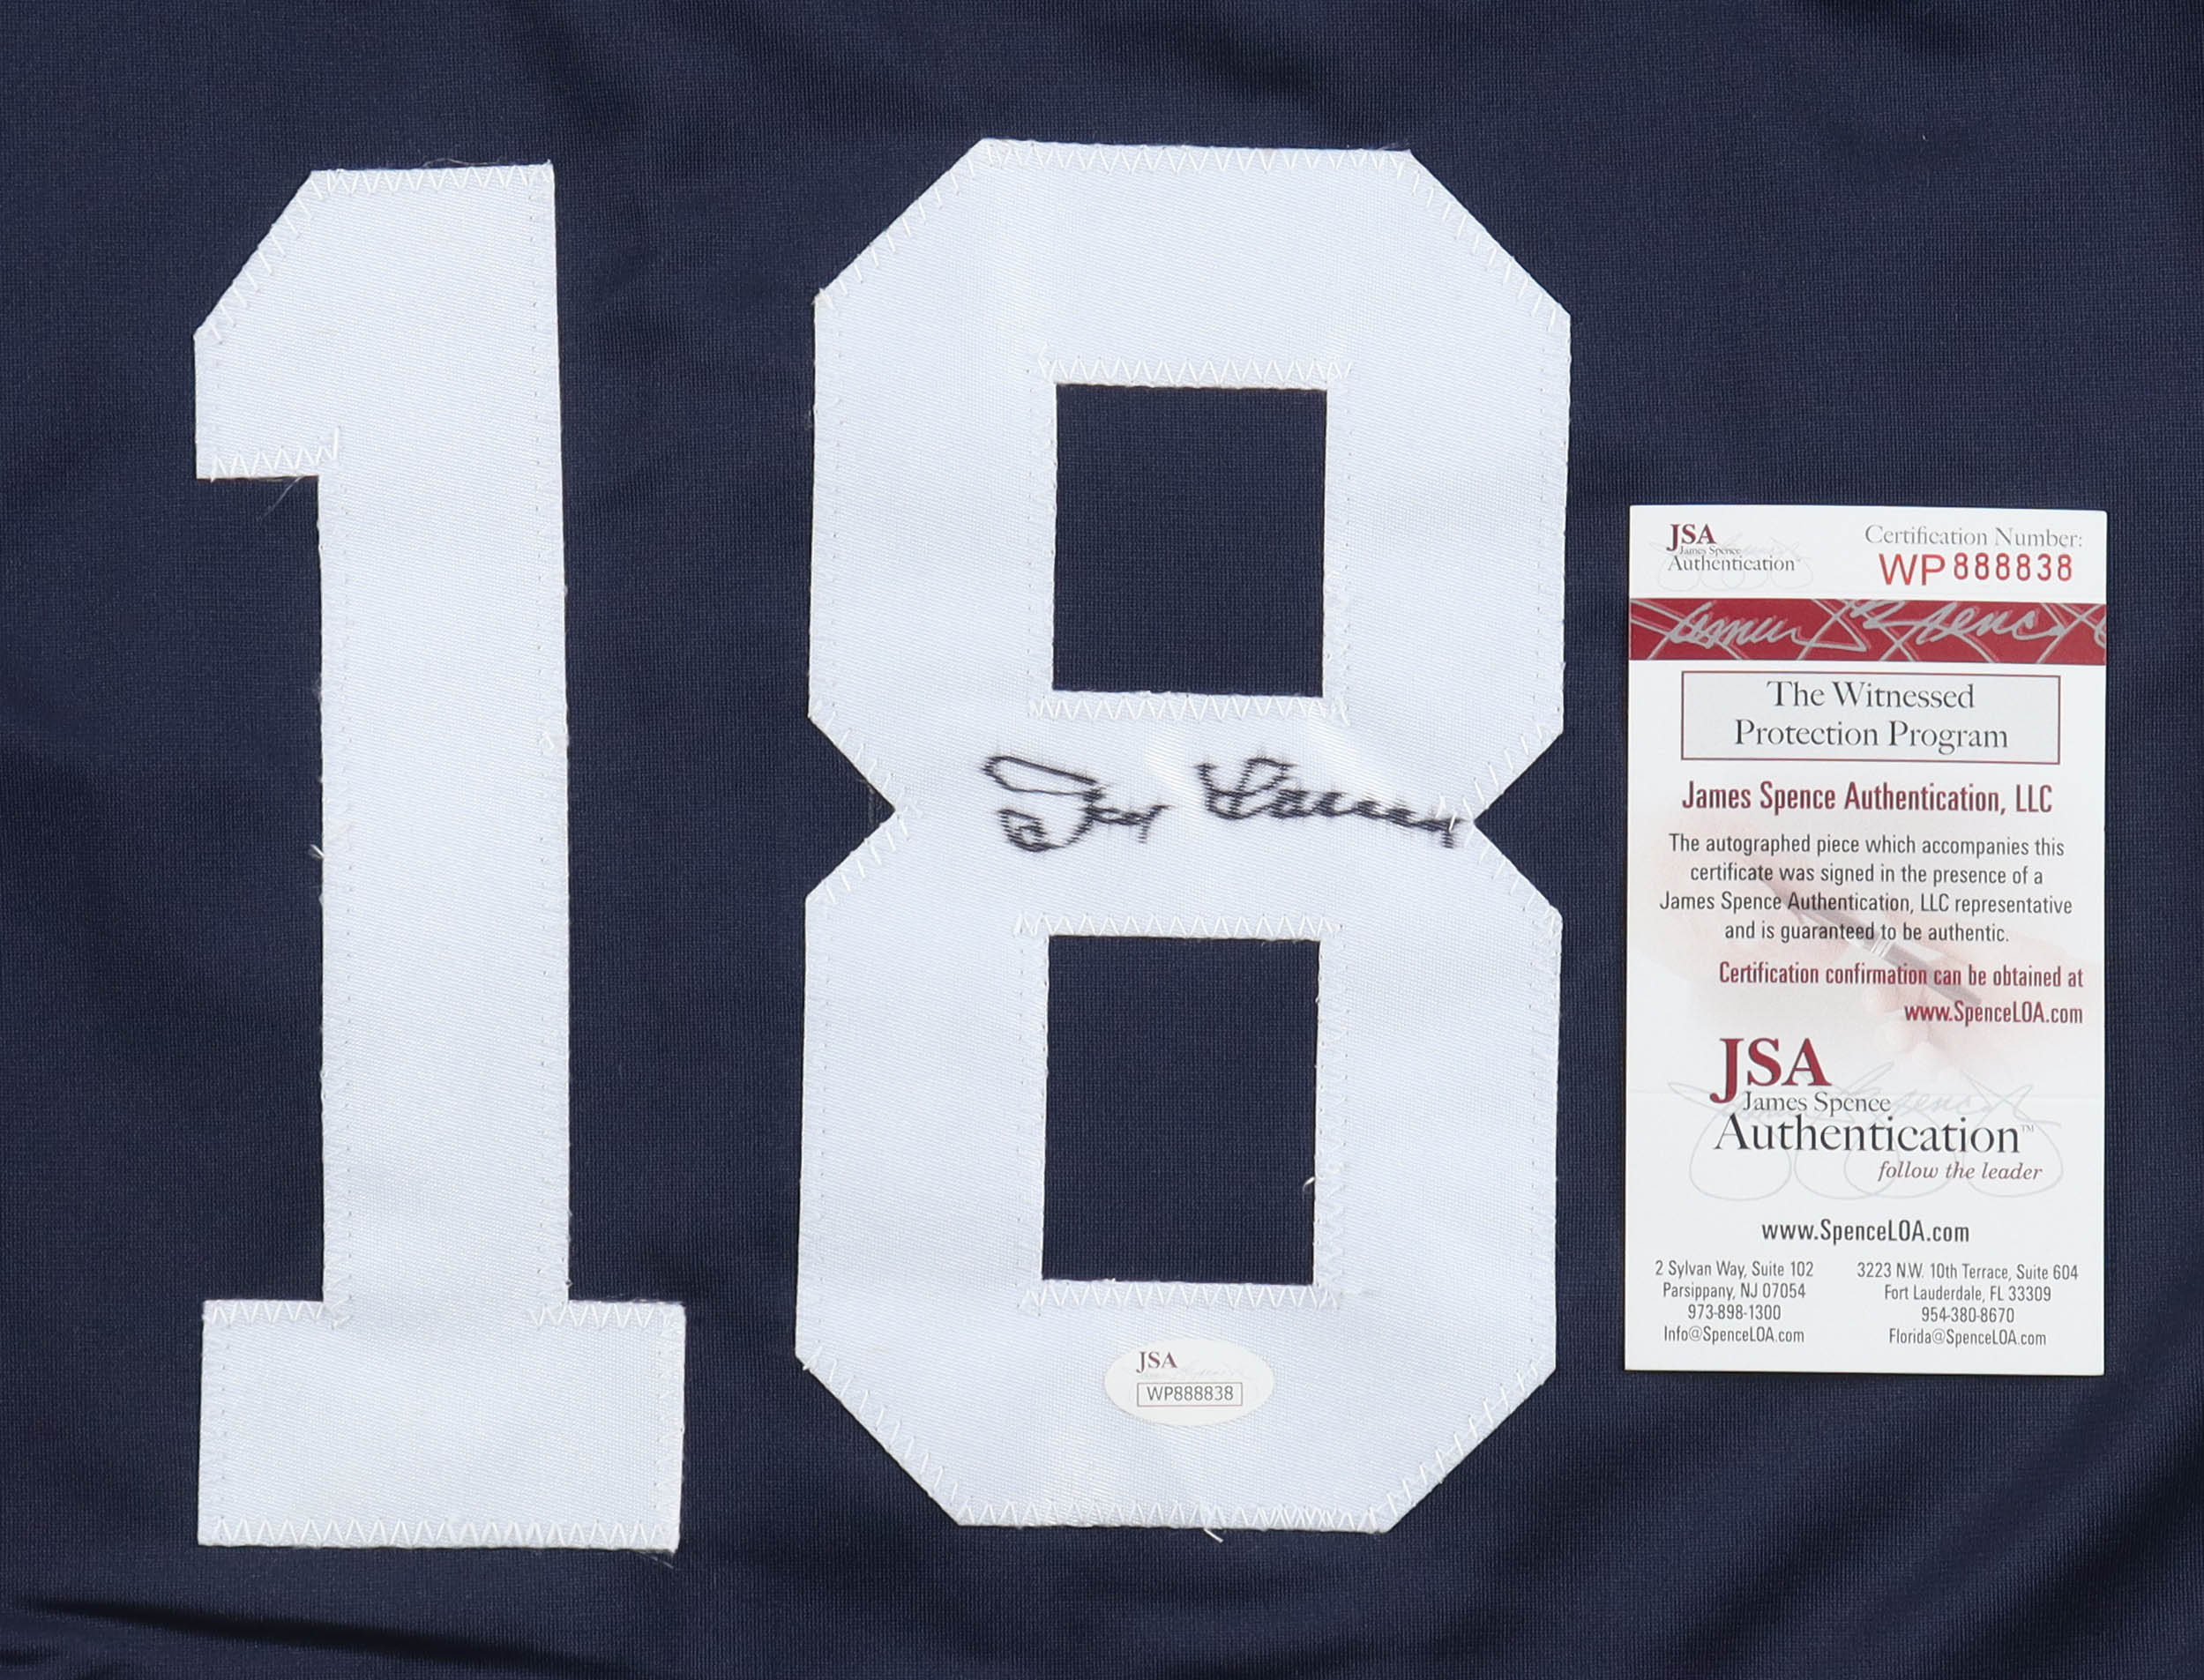 18
JSA
James Spence
Authentication
Certification Number:
WP888838
The Witnessed
Protection Program
James Spence Authentication, LLC
The autographed piece which accompanies this
certificate was signed in the presence of a
James Spence Authentication, LLC representative
and is guaranteed to be authentic.
Certification confirmation can be obtained at
www.SpenceLOA.com
JSA
James Spence
Authentication™
follow the leader
www.SpenceLOA.com
2 Sylvan Way, Suite 102
Parsippany, NJ 07054
973-898-1300
Info@SpenceLOA.com
3223 N.W. 10th Terrace, Suite 604
Fort Lauderdale, FL 33309
954-380-8670
Florida@SpenceLOA.com
JSA
WP888838